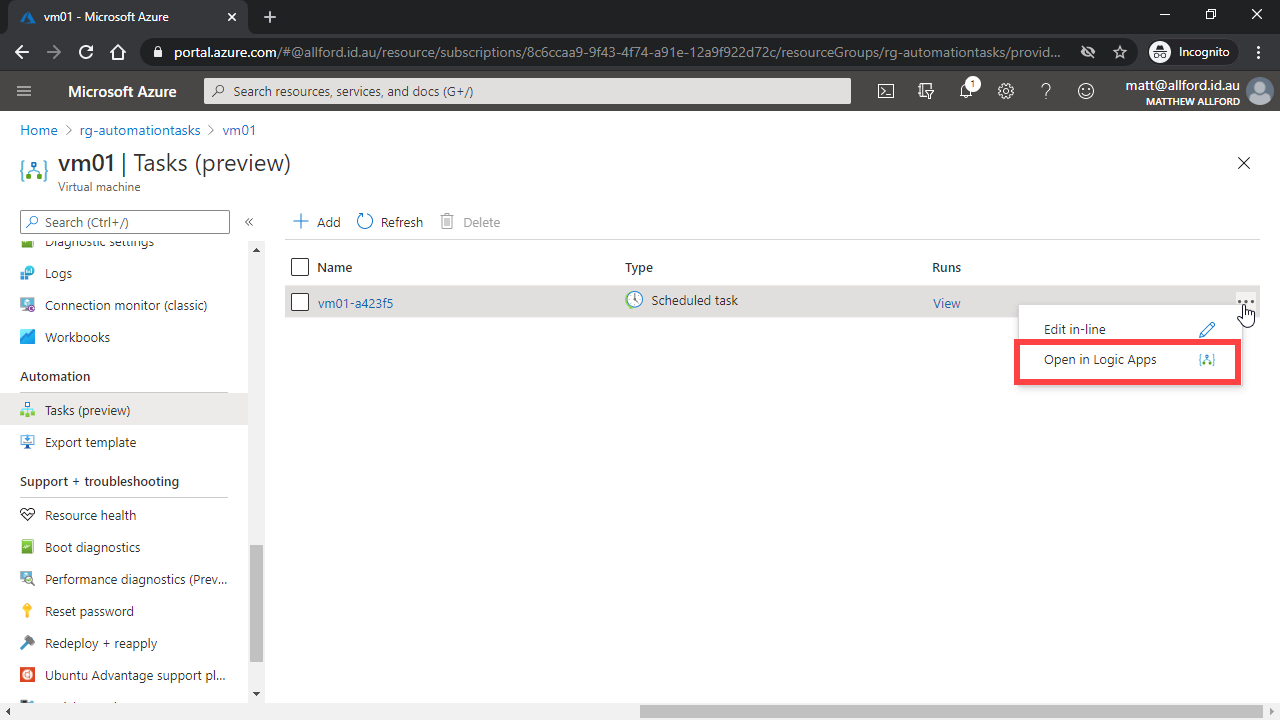 vm01 - Microsoft Azure
portal.azure.com/#@allford.id.au/resource/subscriptions/8c6ccaa9-9f43-4f74-a91e-12a9f922d72c/resourceGroups/rg-automationtasks/provid...
Incognito
Microsoft Azure
Search resources, services, and docs (G+/)
1
matt@allford.id.au
MATTHEW ALLFORD
Home > rg-automationtasks > vm01
vm01 | Tasks (preview)
Virtual machine
Search (Ctrl+/)
Add
Refresh
Delete
Diagnostic settings
Logs
Connection monitor (classic)
Workbooks
Automation
Tasks (preview)
Export template
Support + troubleshooting
Resource health
Boot diagnostics
Performance diagnostics (Prev...
Reset password
Redeploy + reapply
Ubuntu Advantage support pl...
Name
Type
Runs
vm01-a423f5
Scheduled task
View
Edit in-line
Open in Logic Apps